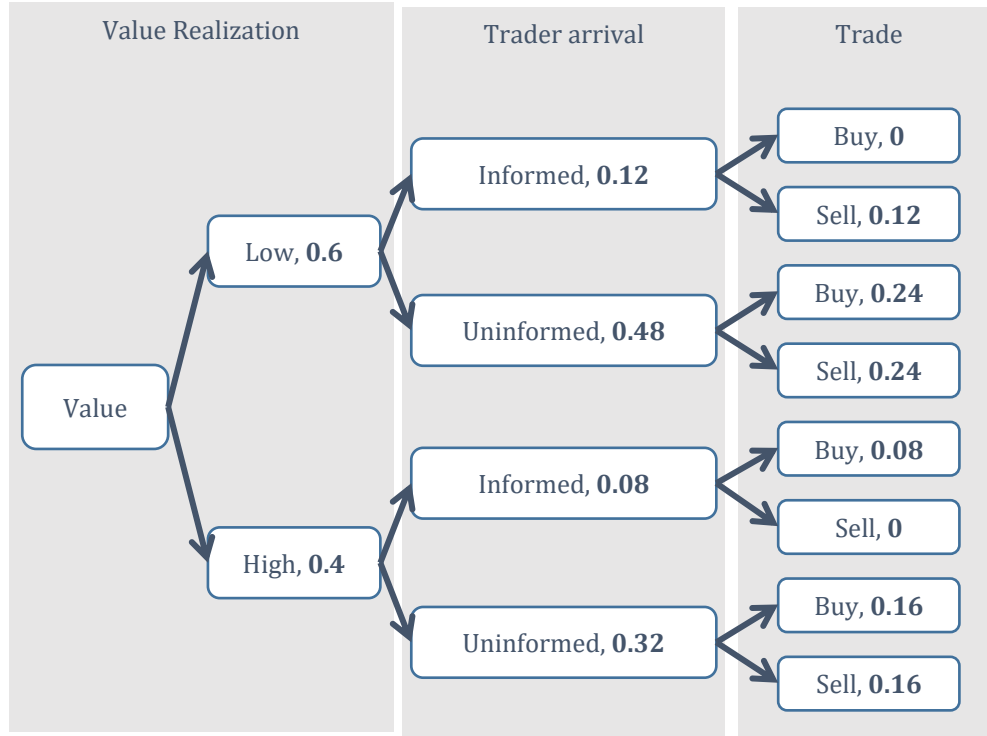 Value Realization
Trader arrival
Trade
Buy, 0
Informed, 0.12
Sell, 0.12
Low, 0.6
Buy, 0.24
Uninformed, 0.48
Sell, 0.24
Value
Buy, 0.08
Informed, 0.08
Sell, 0
High, 0.4
Buy, 0.16
Uninformed, 0.32
Sell, 0.16